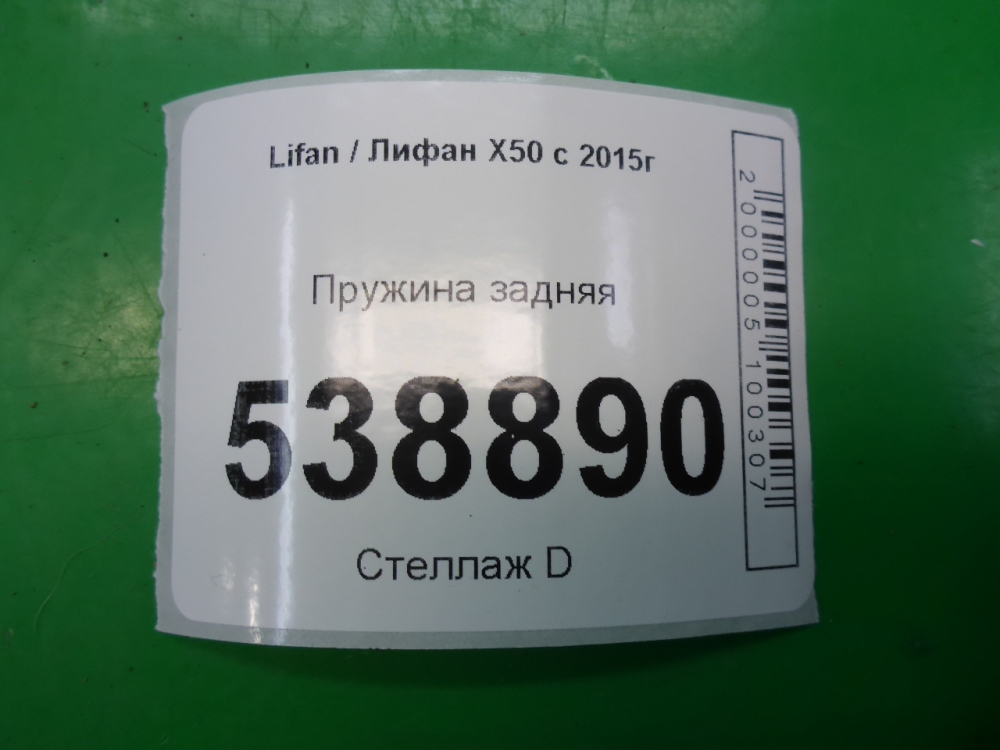 Lifan / Лифан X50 с 2015г
Пружина задняя
538890
Стеллаж D
2000005100307